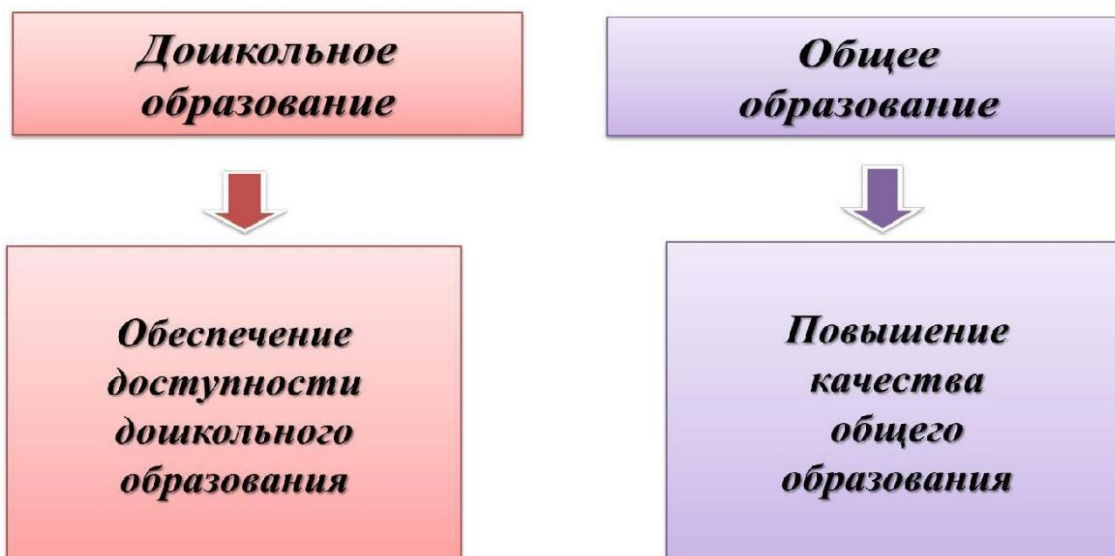 Дошкольное
образование
Общее
образование
Обеспечение
доступности
дошкольного
образования
Повышение
качества
общего
образования